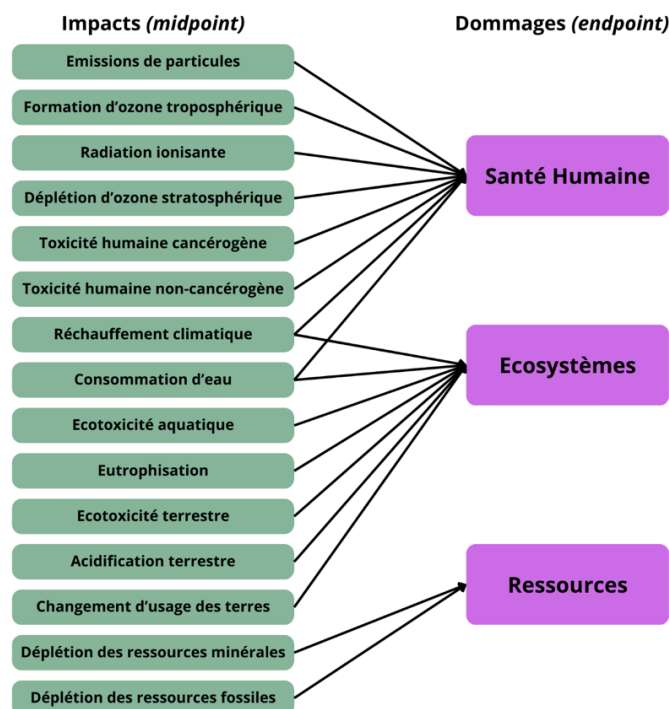 Impacts (midpoint)
Dommages (endpoint)
Emissions de particules
Formation d'ozone troposphérique
Radiation ionisante
Déplétion d'ozone stratosphérique
Toxicité humaine cancérogène
Toxicité humaine non-cancérogène
Réchauffement climatique
Consommation d'eau
Ecotoxicité aquatique
Eutrophisation
Ecotoxicité terrestre
Acidification terrestre
Changement d'usage des terres
Déplétion des ressources minérales
Déplétion des ressources fossiles
Santé Humaine
Ecosystèmes
Ressources